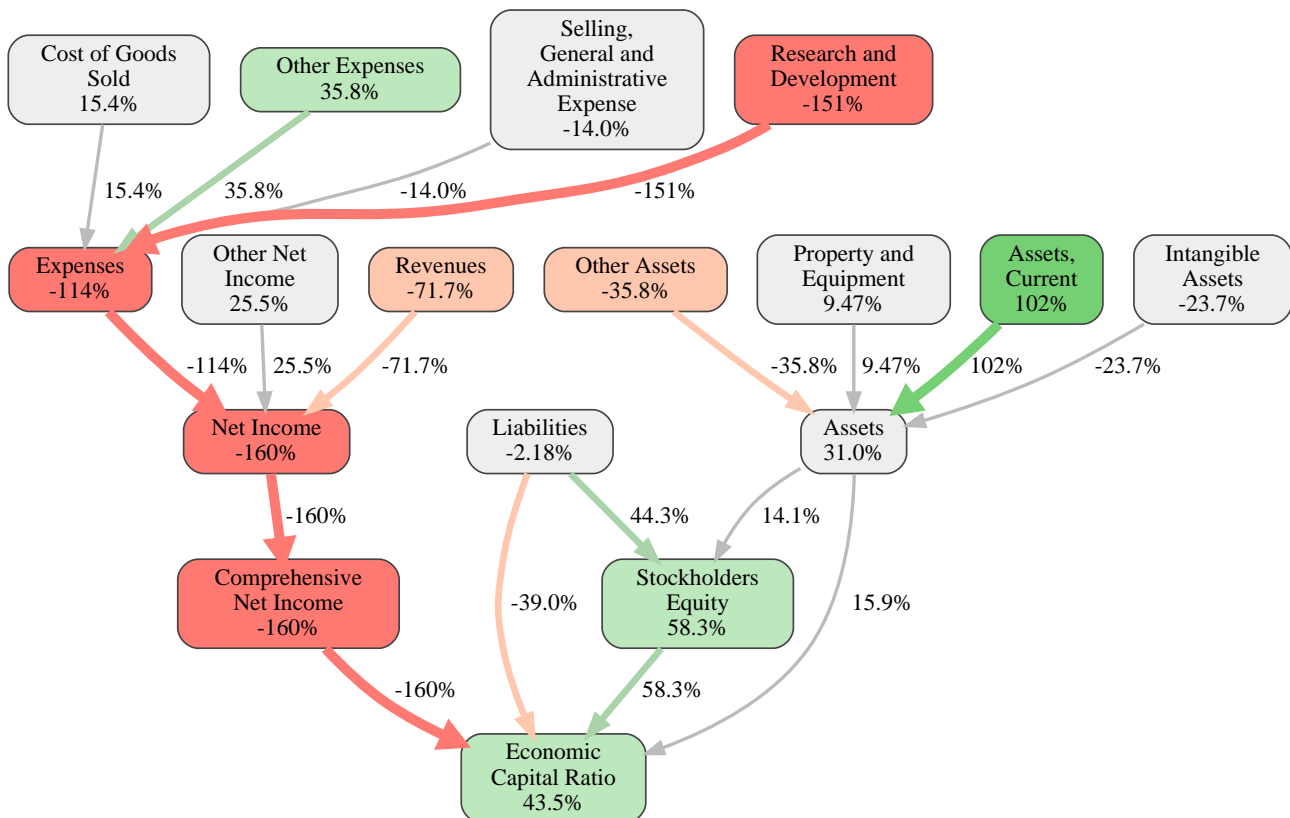 Cost of Goods
Sold
15.4%
Other Expenses
35.8%
Selling,
General and
Administrative
Expense
-14.0%
Research and
Development
-151%
15.4%
35.8%
-14.0%
-151%
Expenses
-114%
Other Net
Income
25.5%
Revenues
-71.7%
Other Assets
-35.8%
Property and
Equipment
9.47%
Assets,
Current
102%
Intangible
Assets
-23.7%
-114%
25.5%
-71.7%
-35.8%
9.47%
102%
-23.7%
Net Income
-160%
Liabilities
-2.18%
Assets
31.0%
-160%
44.3%
14.1%
Comprehensive
Net Income
-160%
-39.0%
Stockholders
Equity
58.3%
15.9%
-160%
58.3%
Economic
Capital Ratio
43.5%